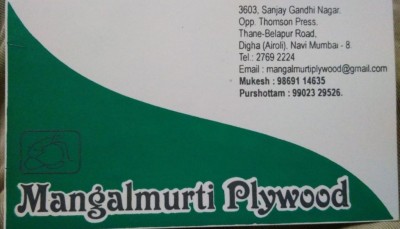 3603, Sanjay Gandhi Nagar.
Opp. Thomson Press.
Thane-Belapur Road,
Digha (Airoli), Navi Mumbai - 8.
Tel.: 2769 2224
Email : mangalmurtiplywood@gmail.com
Mukesh : 98691 14635
Purshottam : 99023 29526.
Mangalmurti Plywood